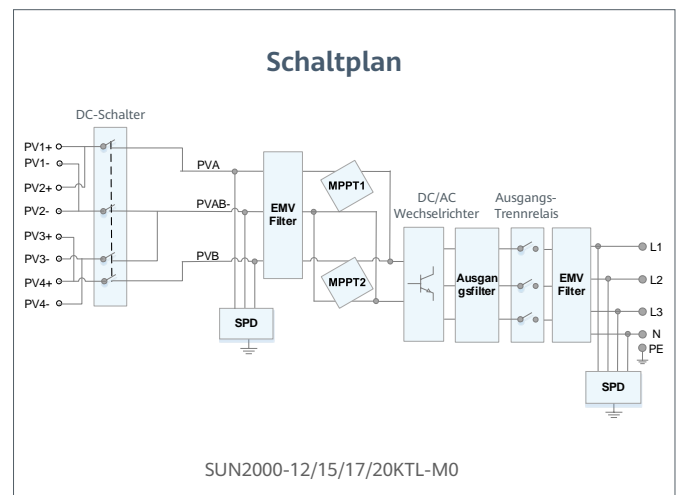 Schaltplan
DC-Schalter
PV1+
PV1-
PV2+
PV2-
PV3+
PV3-
PV4+
PV4-
PVA
PVAB-
PVB
EMV
Filter
SPD
MPPT1
MPPT2
DC/AC
Wechselrichter
Ausgan
gsfilter
Ausgangs-
Trennrelais
EMV
Filter
L1
L2
L3
N
PE
SPD
SUN2000-12/15/17/20KTL-M0